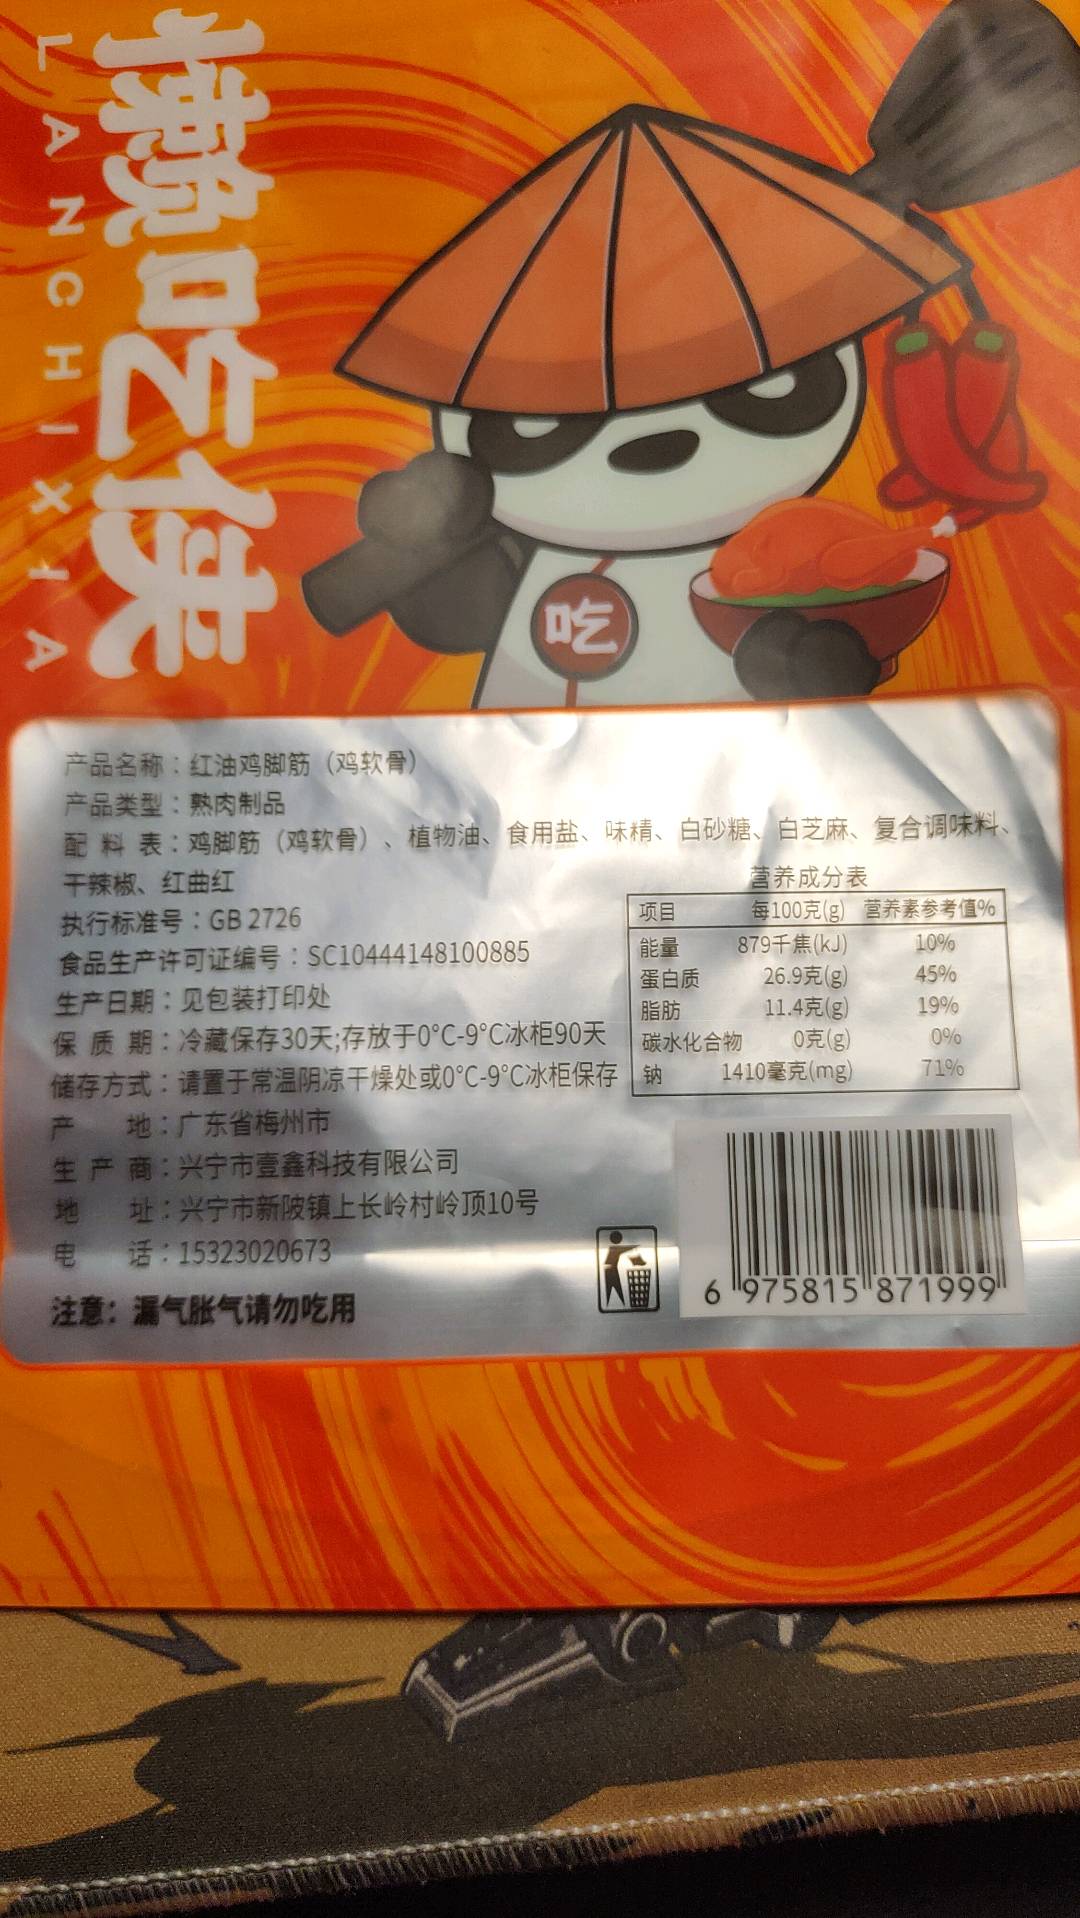 懒吃侠
LANCHIXIA
吃
产品名称：红油鸡脚筋（鸡软骨）
产品类型：熟肉制品
配 料 表：鸡脚筋（鸡软骨）、植物油、食用盐、味精、白砂糖、白芝麻、复合调味料、
干辣椒、红曲红
执行标准号：GB 2726
食品生产许可证编号：SC10444148100885
生产日期：见包装打印处
保 质 期：冷藏保存30天;存放于0°C-9°C冰柜90天
储存方式：请置于常温阴凉干燥处或0°C-9°C冰柜保存
产 地：广东省梅州市
生 产 商：兴宁市壹鑫科技有限公司
地 址：兴宁市新陂镇上长岭村岭顶10号
电 话：15323020673
注意：漏气胀气请勿吃用
营养成分表
项目 每100克(g) 营养素参考值%
能量 879千焦(kJ) 10%
蛋白质 26.9克(g) 45%
脂肪 11.4克(g) 19%
碳水化合物 0克(g) 0%
钠 1410毫克(mg) 71%
6 975815 871999